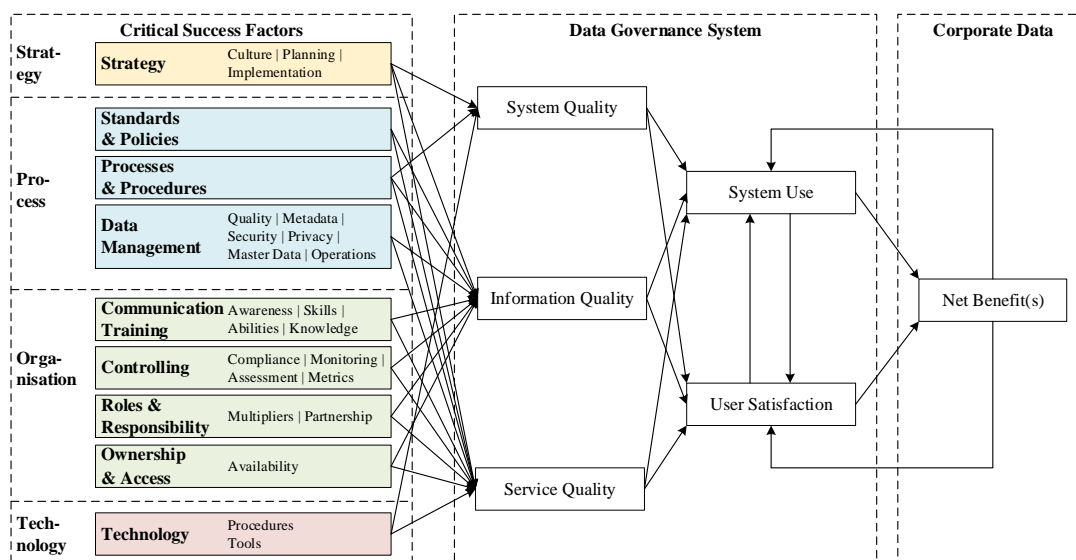 Critical Success Factors
Data Governance System
Corporate Data
Strat-
egy
Strategy
Culture | Planning |
Implementation
Pro-
cess
Standards
& Policies
Processes
& Procedures
Data
Management
Quality | Metadata |
Security | Privacy |
Master Data | Operations
Orga-
nisation
Communication
Training
Awareness | Skills |
Abilities | Knowledge
Controlling
Compliance | Monitoring |
Assessment | Metrics
Roles &
Responsibility
Multipliers | Partnership
Ownership
& Access
Availability
Tech-
nology
Technology
Procedures
Tools
System Quality
Information Quality
Service Quality
System Use
User Satisfaction
Net Benefit(s)